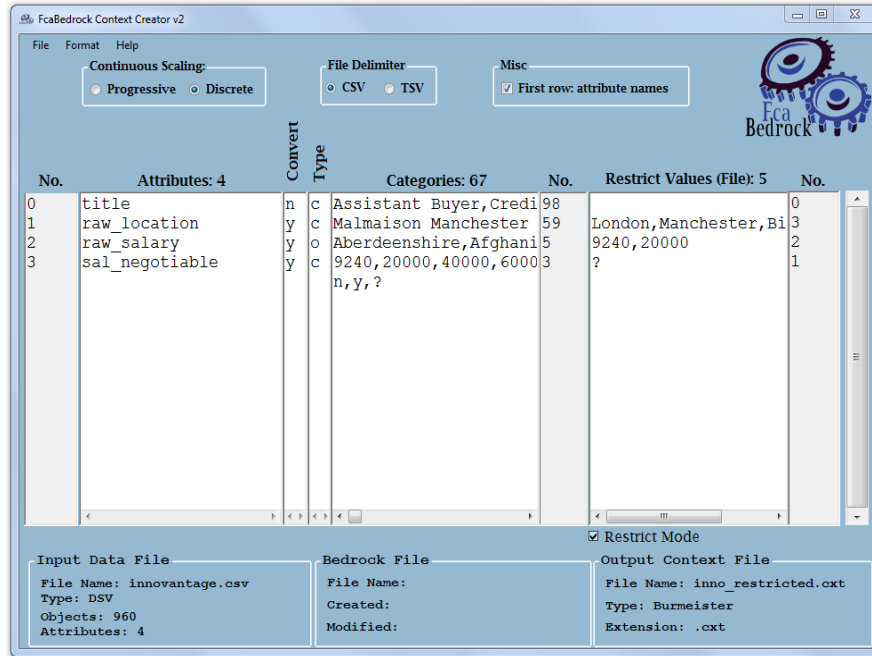 FcaBedrock Context Creator v2
File Format Help
Continuous Scaling:
Progressive Discrete
File Delimiter
CSV TSV
Misc
First row: attribute names
Fca
Bedrock
No. Attributes: 4 Convert Type Categories: 67 No. Restrict Values (File): 5 No.
0 title n c Assistant Buyer,Credi 98 0
1 raw_location y c Malmaison Manchester 59 London,Manchester,Bi 3
2 raw_salary y o Aberdeenshire,Afghani 5 9240,20000 2
3 sal_negotiable y c 9240,20000,40000,6000 3 ? 1
n,y,?
Restrict Mode
Input Data File
File Name: innovantage.csv
Type: DSV
Objects: 960
Attributes: 4
Bedrock File
File Name:
Created:
Modified:
Output Context File
File Name: inno_restricted.cxt
Type: Burmeister
Extension: .cxt